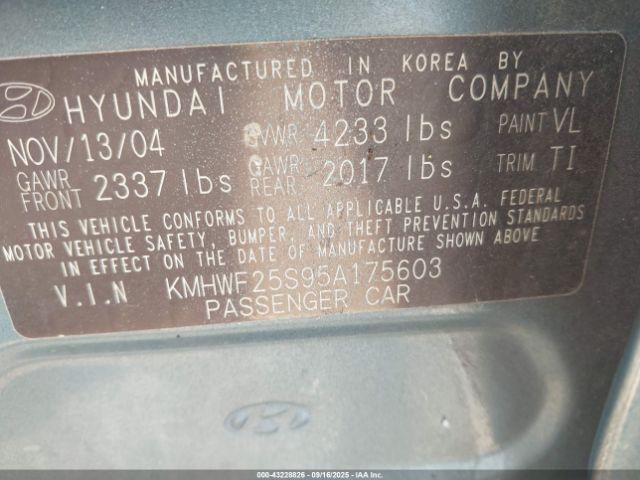 MANUFACTURED IN KOREA BY
HYUNDAI MOTOR COMPANY
NOV/13/04 GVWR 4233 lbs PAINT VL
GAWR FRONT 2337 lbs GAWR REAR 2017 lbs TRIM TI
THIS VEHICLE CONFORMS TO ALL APPLICABLE U.S.A. FEDERAL
MOTOR VEHICLE SAFETY, BUMPER, AND THEFT PREVENTION STANDARDS
IN EFFECT ON THE DATE OF MANUFACTURE SHOWN ABOVE
V.I.N KMHWF25S95A175603
PASSENGER CAR
000-43228826 - 09/16/2025 - IAAI.COM